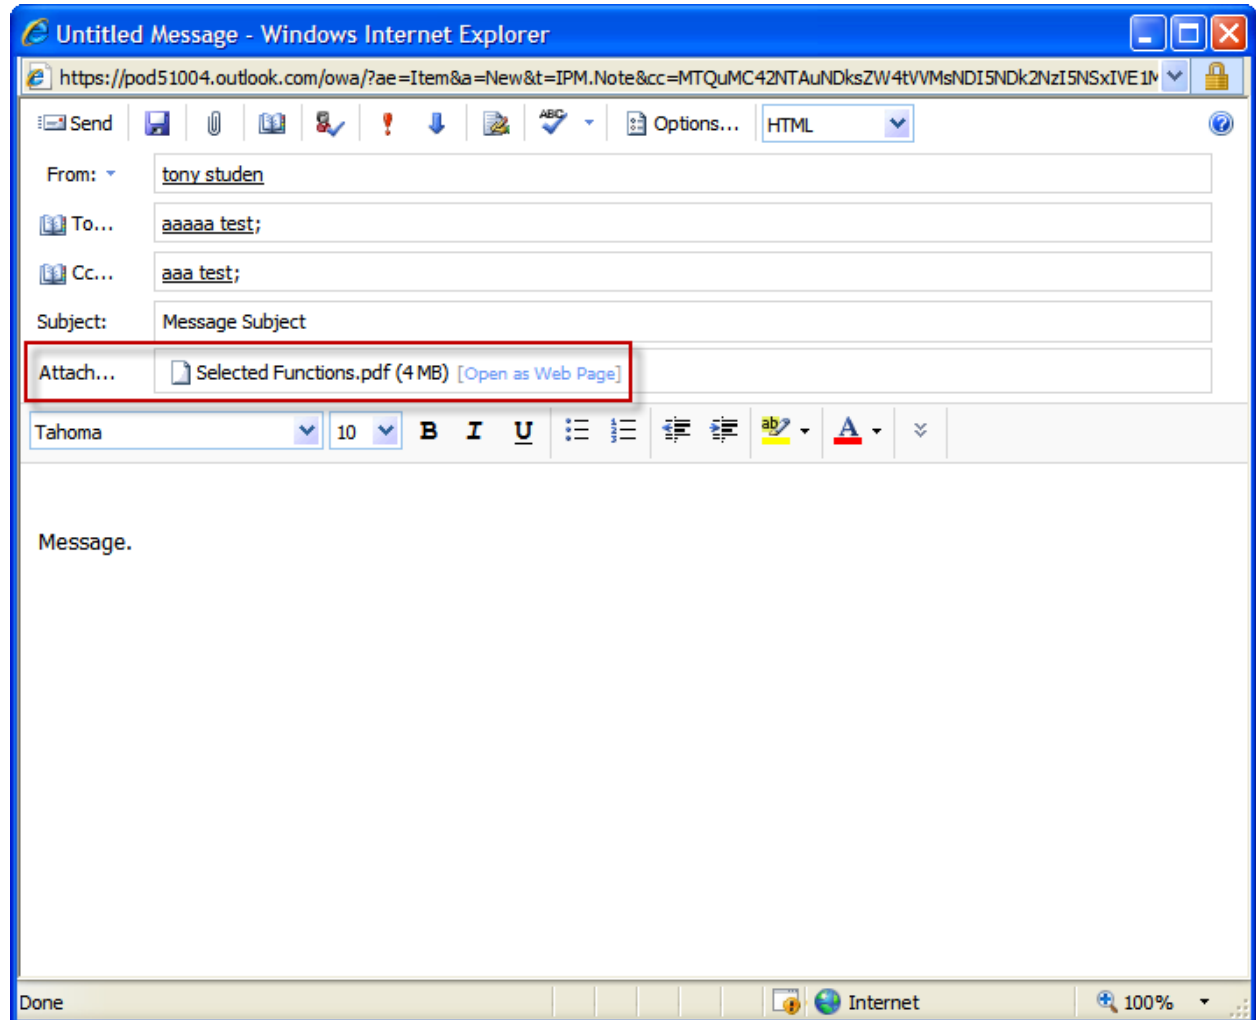 Untitled Message - Windows Internet Explorer
https://pod51004.outlook.com/owa/?ae=Item&a=New&t=IPM.Note&cc=
Send ABC Options... HTML
From: tony studen
To... aaaaa test;
Cc... aaa test;
Subject: Message Subject
Attach... Selected Functions.pdf (4 MB) [Open as Web Page]
Tahoma 10 B I U ab A
Message.
Done Internet 100%